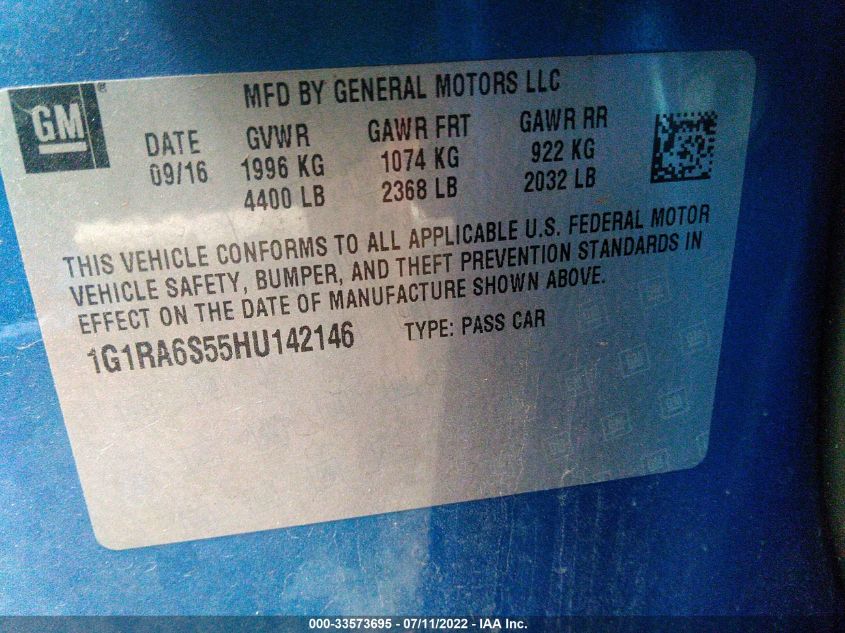 MFD BY GENERAL MOTORS LLC
GM ®
DATE GVWR GAWR FRT GAWR RR
09/16 1996 KG 1074 KG 922 KG
4400 LB 2368 LB 2032 LB
THIS VEHICLE CONFORMS TO ALL APPLICABLE U.S. FEDERAL MOTOR
VEHICLE SAFETY, BUMPER, AND THEFT PREVENTION STANDARDS IN
EFFECT ON THE DATE OF MANUFACTURE SHOWN ABOVE.
1G1RA6S55HU142146 TYPE: PASS CAR
000-33573695 - 07/11/2022 - IAA Inc.